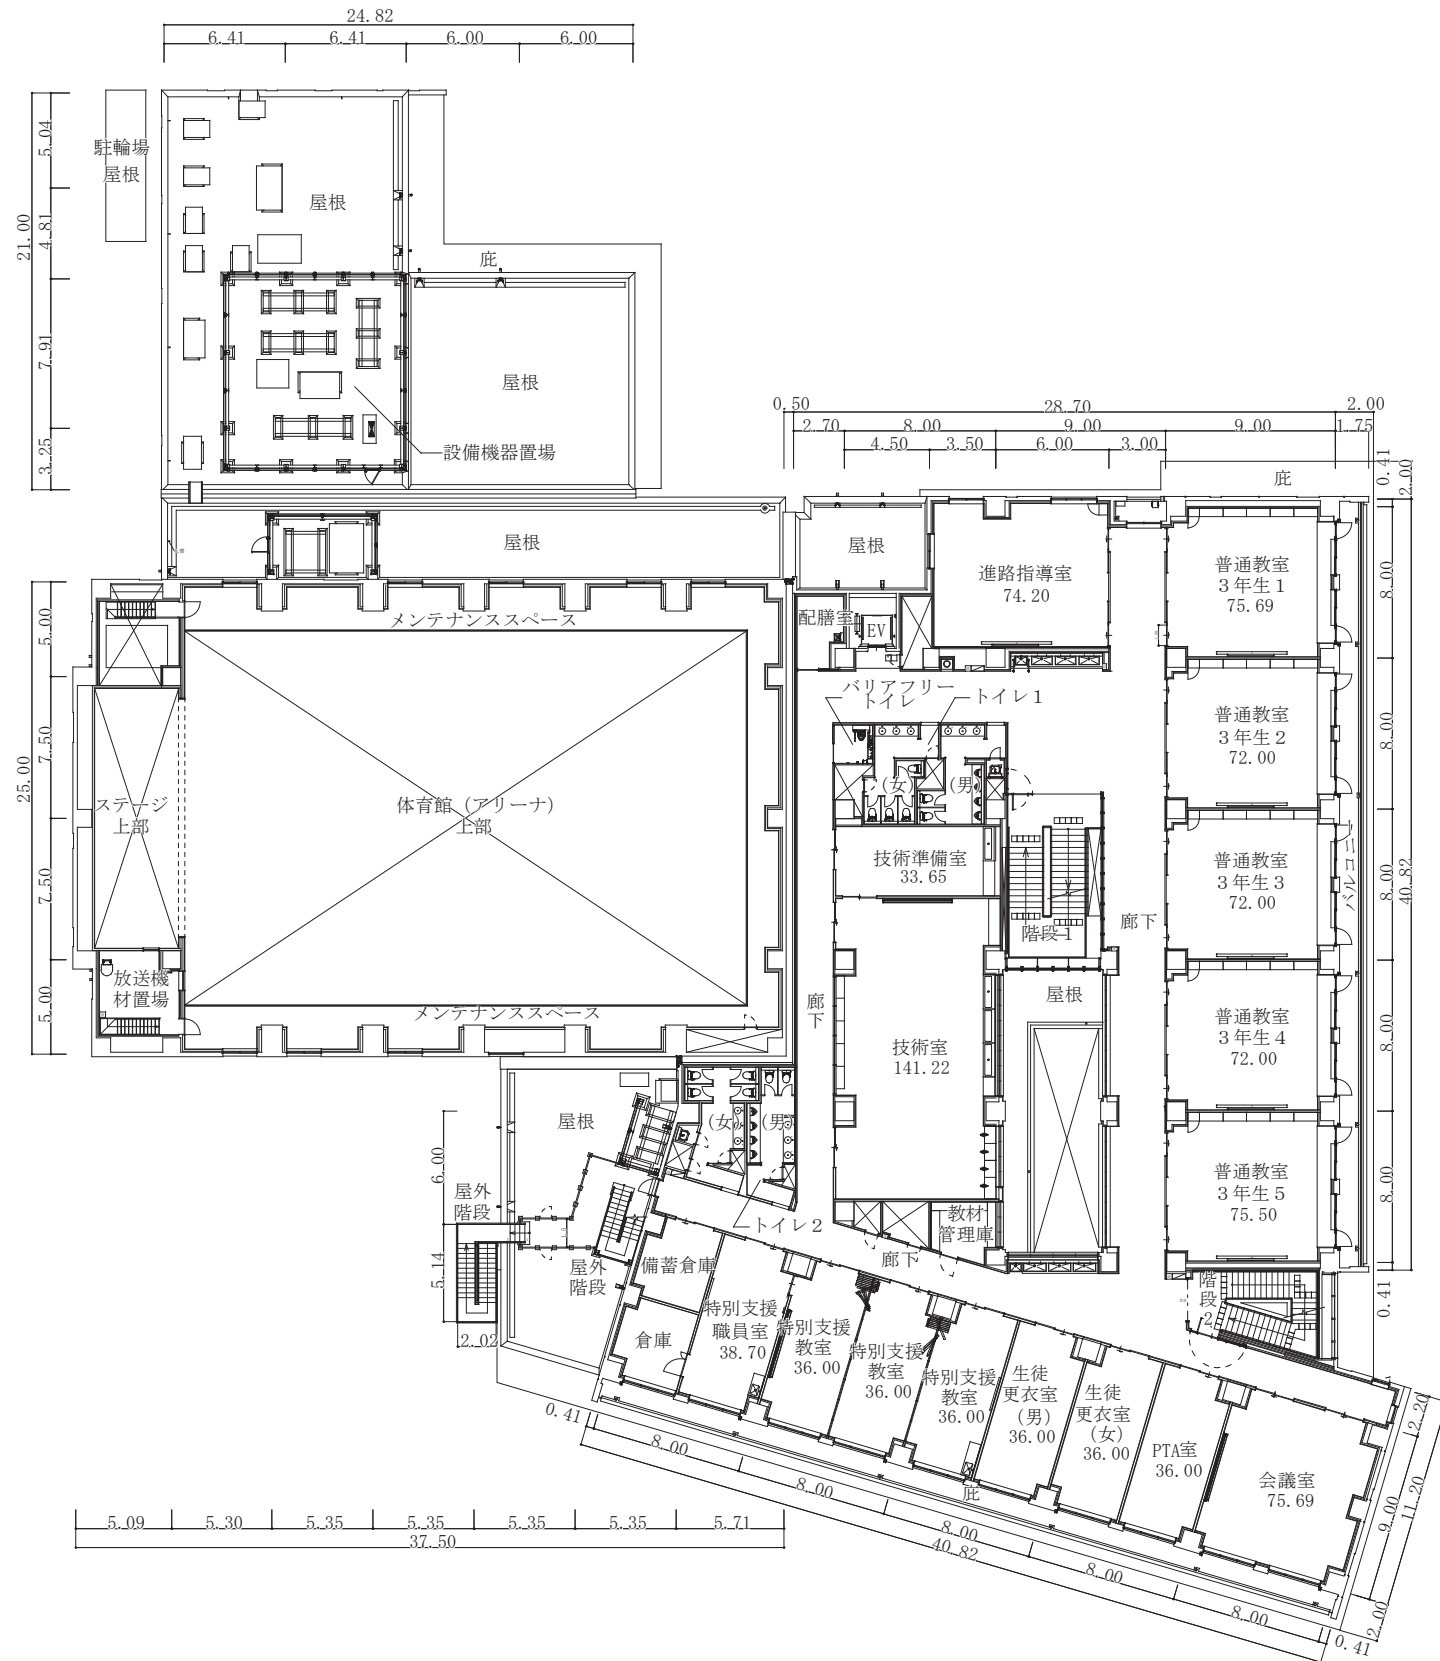 24.82
6.41
6.41
6.00
6.00
5.04
4.81
7.91
3.25
21.00
駐輪場
屋根
屋根
庇
屋根
設備機器置場
0.50
28.70
2.00
2.70
8.00
9.00
9.00
1.75
4.50
3.50
6.00
3.00
0.41
2.00
庇
屋根
屋根
進路指導室
74.20
普通教室
3年生1
75.69
配膳室
EV
メンテナンススペース
バリアフリー
トイレ
トイレ1
普通教室
3年生2
72.00
(女)
(男)
5.00
7.50
7.50
5.00
25.00
ステージ
上部
体育館（アリーナ）
上部
技術準備室
33.65
普通教室
3年生3
72.00
バルコニー
廊下
階段1
8.00
8.00
8.00
8.00
8.00
40.82
放送機
材置場
メンテナンススペース
廊下
屋根
技術室
141.22
普通教室
3年生4
72.00
屋根
(女)
(男)
6.00
5.14
屋外
階段
2.02
屋外
階段
トイレ2
廊下
教材
管理庫
普通教室
3年生5
75.50
階段
2
0.41
備蓄倉庫
倉庫
特別支援
職員室
38.70
特別支援
教室
36.00
特別支援
教室
36.00
特別支援
教室
36.00
生徒
更衣室
(男)
36.00
生徒
更衣室
(女)
36.00
PTA室
36.00
会議室
75.69
庇
2.20
9.00
11.20
2.00
0.41
8.00
8.00
8.00
8.00
8.00
40.82
0.41
5.09
5.30
5.35
5.35
5.35
5.35
5.71
37.50